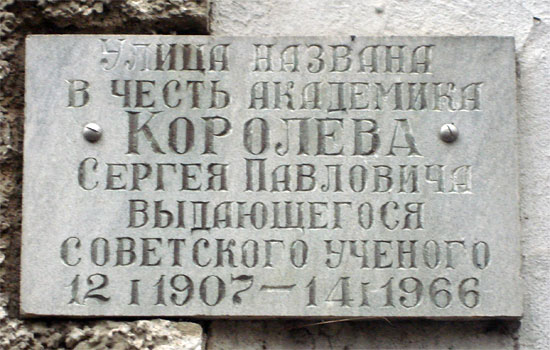 УЛИЦА НАЗВАНА
В ЧЕСТЬ АКАДЕМИКА
КОРОЛЕВА
СЕРГЕЯ ПАВЛОВИЧА
ВЫДАЮЩЕГОСЯ
СОВЕТСКОГО УЧЕНОГО
12 I 1907 — 14 I 1966